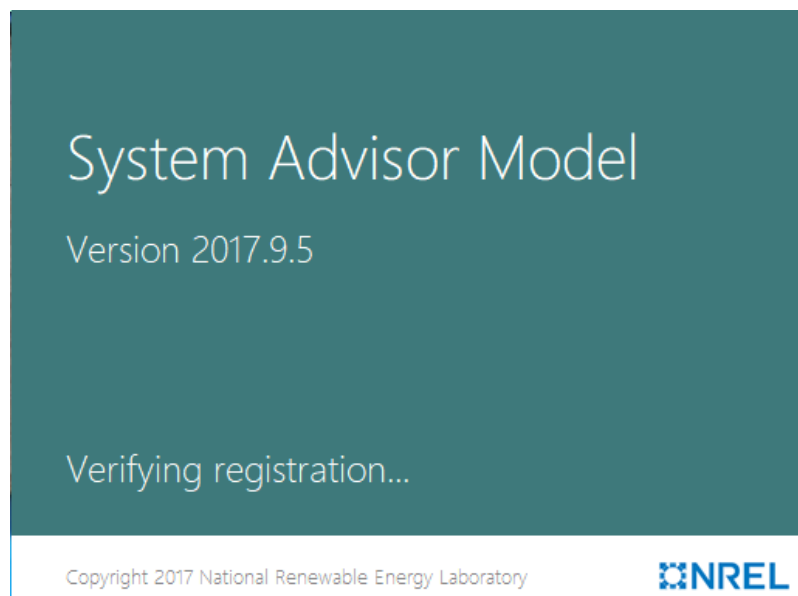 System Advisor Model
Version 2017.9.5
Verifying registration...
Copyright 2017 National Renewable Energy Laboratory
NREL